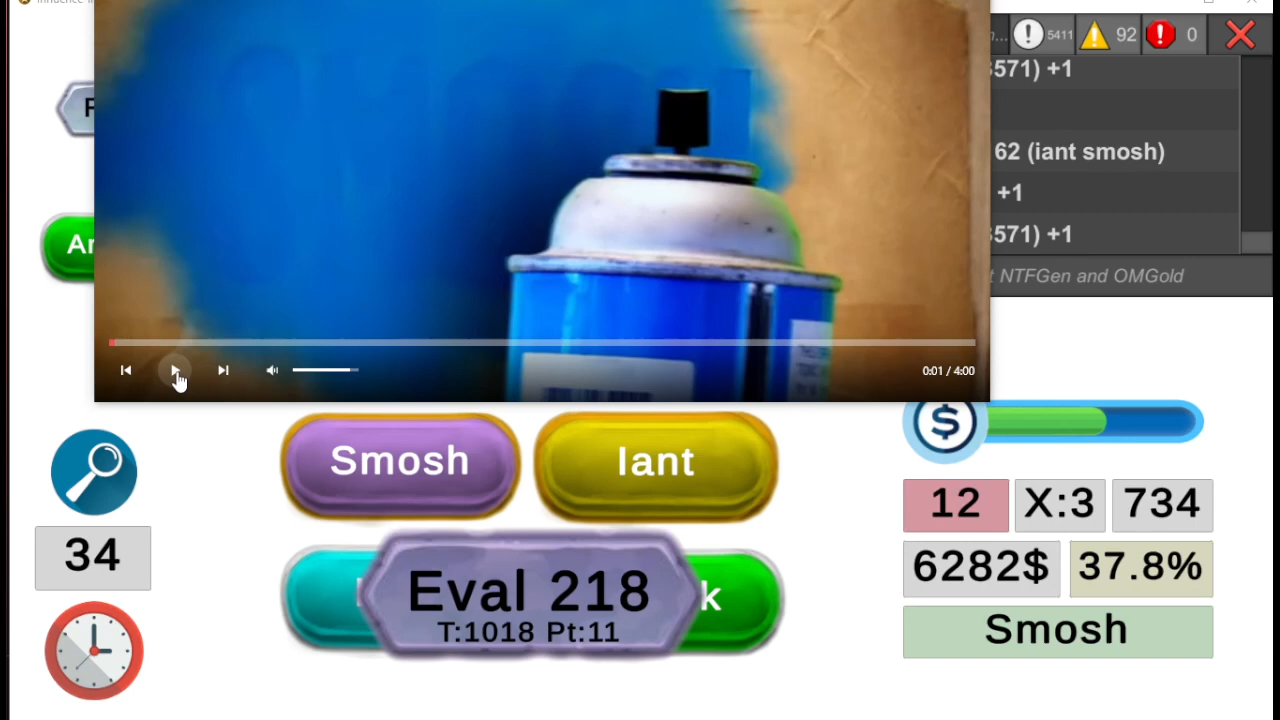 5411 92 0
571) +1
62 (iant smosh)
+1
571) +1
NTFGen and OMGold
0:01 / 4:00
Smosh Iant
34
12 X:3 734
6282$ 37.8%
Eval 218
T:1018 Pt:11
Smosh